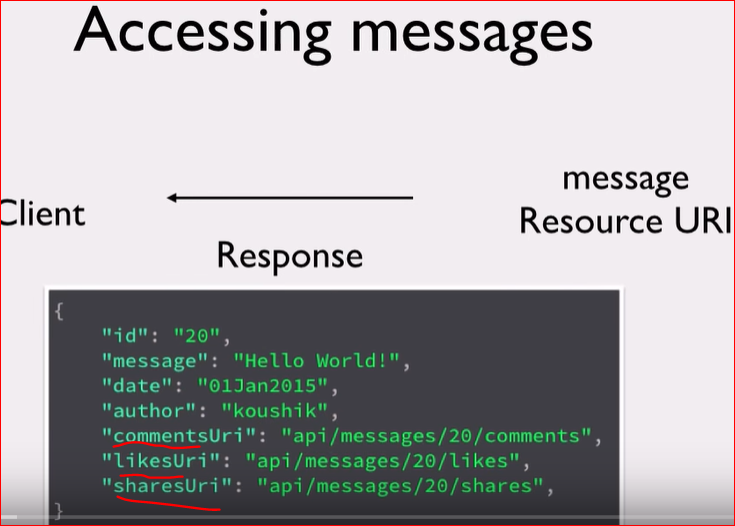 Accessing messages
message
Client
Resource URI
Response
{
"id": "20",
"message": "Hello World!",
"date": "01Jan2015",
"author": "koushik",
"commentsUri": "api/messages/20/comments",
"likesUri": "api/messages/20/likes",
"sharesUri": "api/messages/20/shares",
}